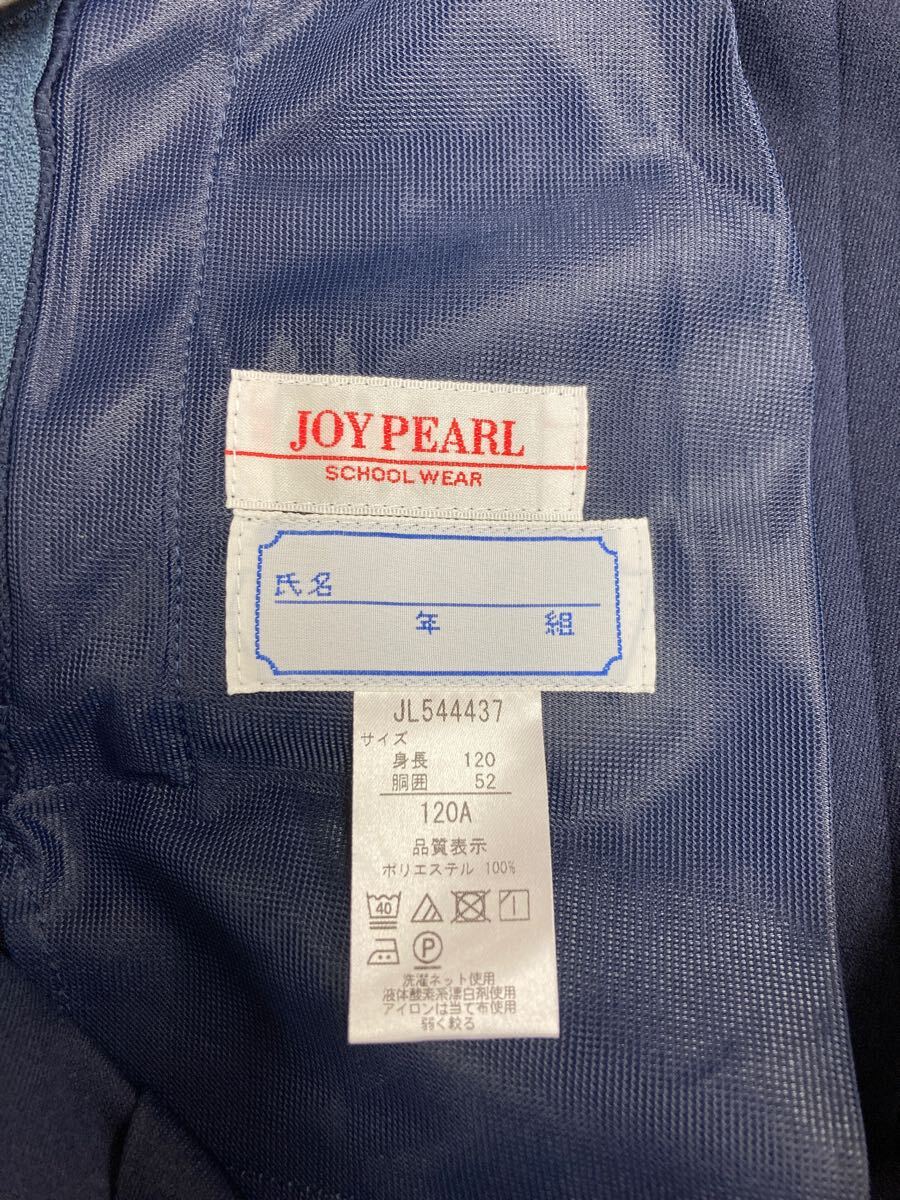 JOY PEARL
SCHOOL WEAR
氏名
年 組
JL544437
サイズ
身長 120
胴囲 52
120A
品質表示
ポリエステル 100%
40
P
洗濯ネット使用
液体酸素系漂白剤使用
アイロンは当て布使用
弱く絞る